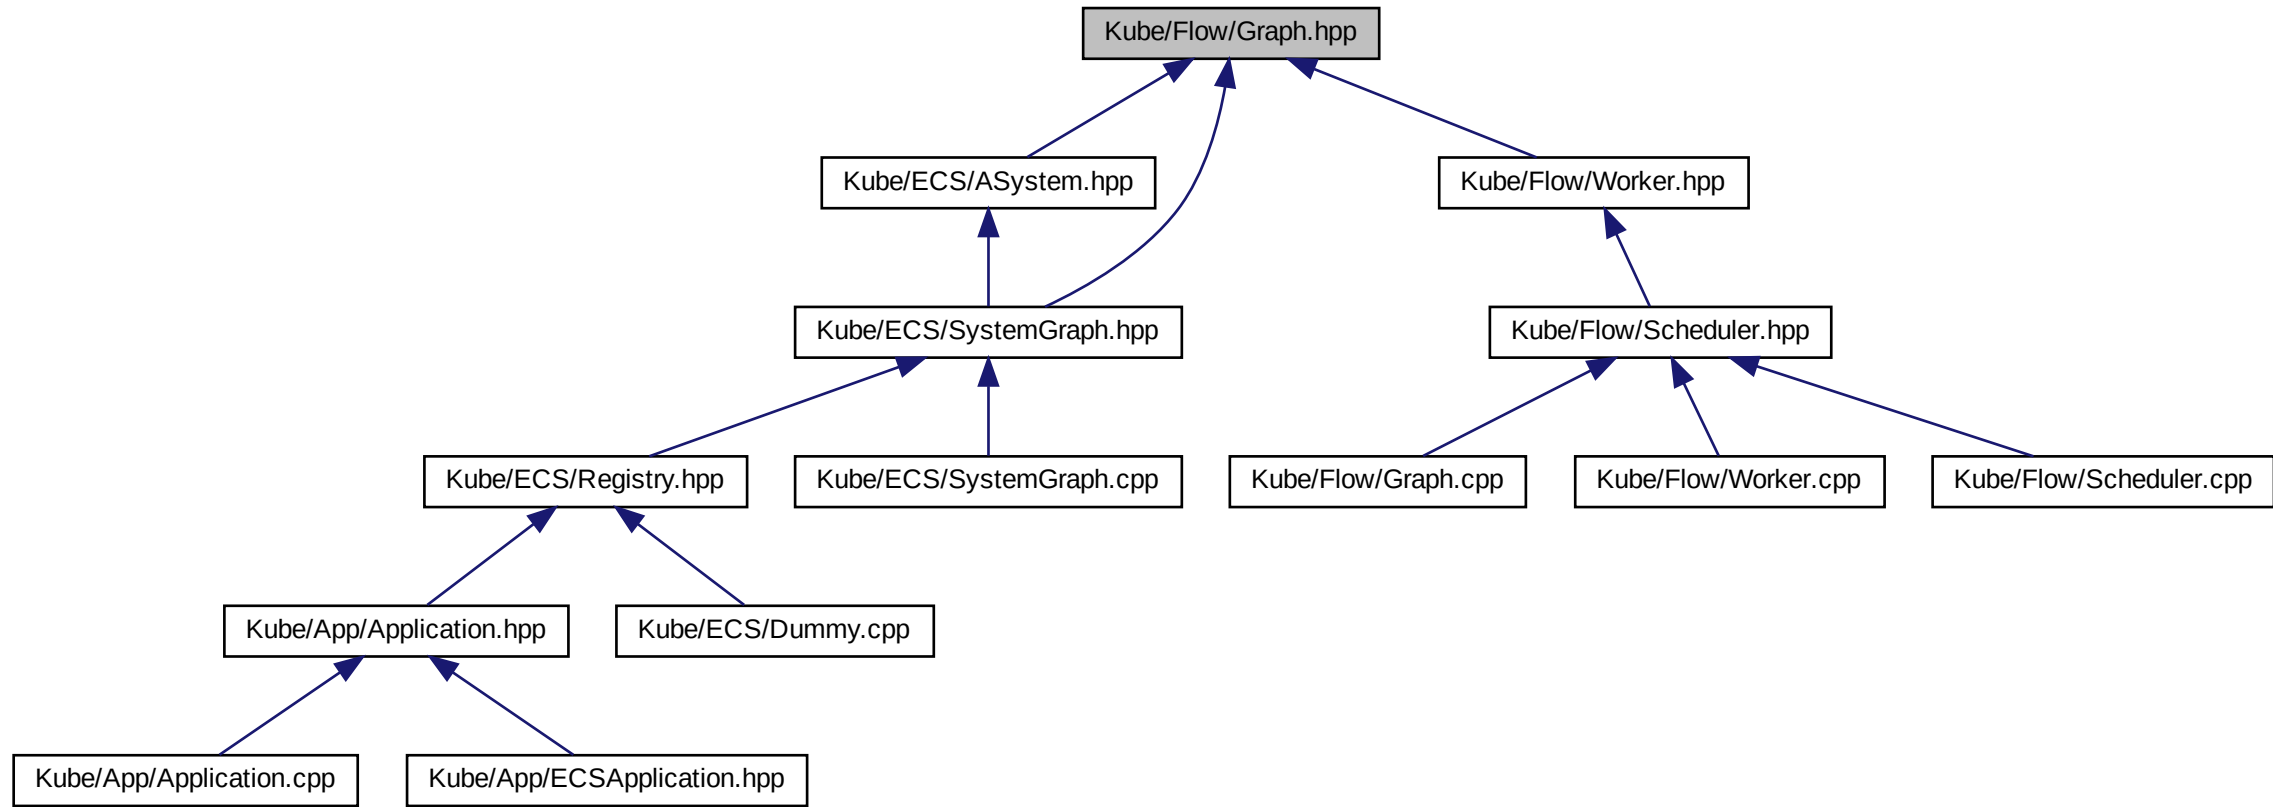 Kube/Flow/Graph.hpp
Kube/ECS/ASystem.hpp
Kube/Flow/Worker.hpp
Kube/ECS/SystemGraph.hpp
Kube/Flow/Scheduler.hpp
Kube/ECS/Registry.hpp
Kube/ECS/SystemGraph.cpp
Kube/Flow/Graph.cpp
Kube/Flow/Worker.cpp
Kube/Flow/Scheduler.cpp
Kube/App/Application.hpp
Kube/ECS/Dummy.cpp
Kube/App/Application.cpp
Kube/App/ECSApplication.hpp